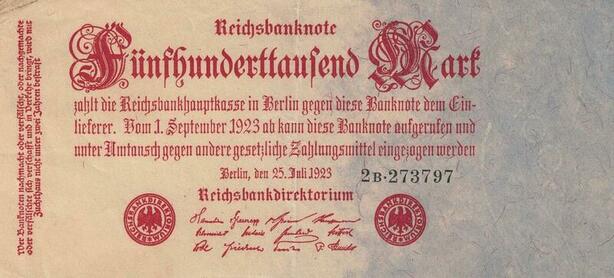 Reichsbanknote
Fünfhunderttausend Mark
zahlt die Reichsbankhauptkasse in Berlin gegen diese Banknote dem Ein-
lieferer. Vom 1. September 1923 ab kann diese Banknote aufgerufen und
unter Umtausch gegen andere gesetzliche Zahlungsmittel eingezogen werden
Berlin, den 25. Juli 1923
2B·273797
Reichsbankdirektorium
REICHSBANKDIREKTORIUM
REICHSBANKDIREKTORIUM
Wer Banknoten nachmacht oder verfälscht, oder nachgemachte
oder verfälschte sich verschafft und in Verkehr bringt, wird mit
Zuchthaus nicht unter zwei Jahren bestraft